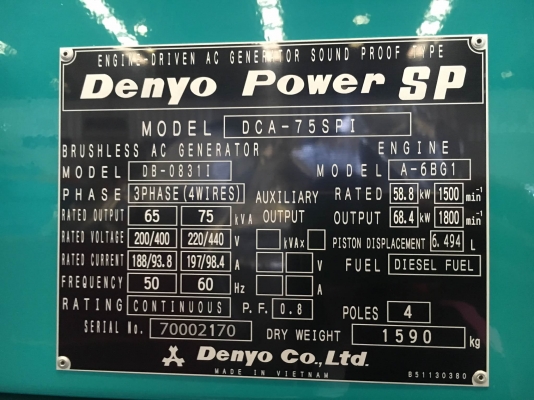 ENGINE-DRIVEN AC GENERATOR SOUND PROOF TYPE
Denyo Power SP
MODEL DCA-75SPI
BRUSHLESS AC GENERATOR ENGINE
MODEL DB-0831I MODEL A-6BG1
PHASE 3PHASE(4WIRES) AUXILIARY RATED 58.8 kW 1500 min-1
RATED OUTPUT 65 75 kVA OUTPUT OUTPUT 68.4 kW 1800 min-1
RATED VOLTAGE 200/400 220/440 V kVAx PISTON DISPLACEMENT 6.494 L
RATED CURRENT 188/93.8 197/98.4 A V FUEL DIESEL FUEL
FREQUENCY 50 60 Hz A
RATING CONTINUOUS P.F. 0.8 POLES 4
SERIAL No. 70002170 DRY WEIGHT 1590 kg
Denyo Co.,Ltd.
MADE IN VIETNAM B51130380